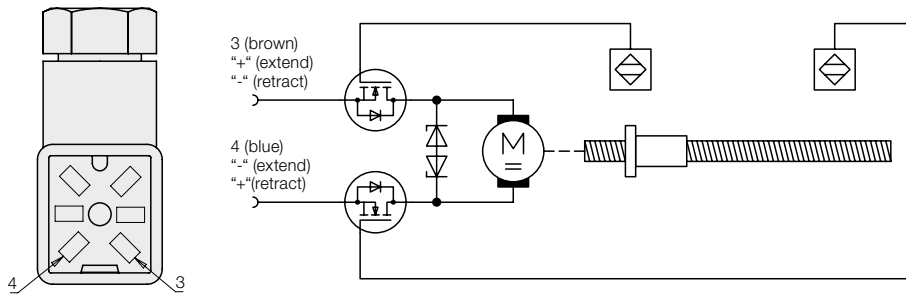 3 (brown)
"+" (extend)
"-" (retract)
4 (blue)
"-" (extend)
"+"(retract)
M
4
3